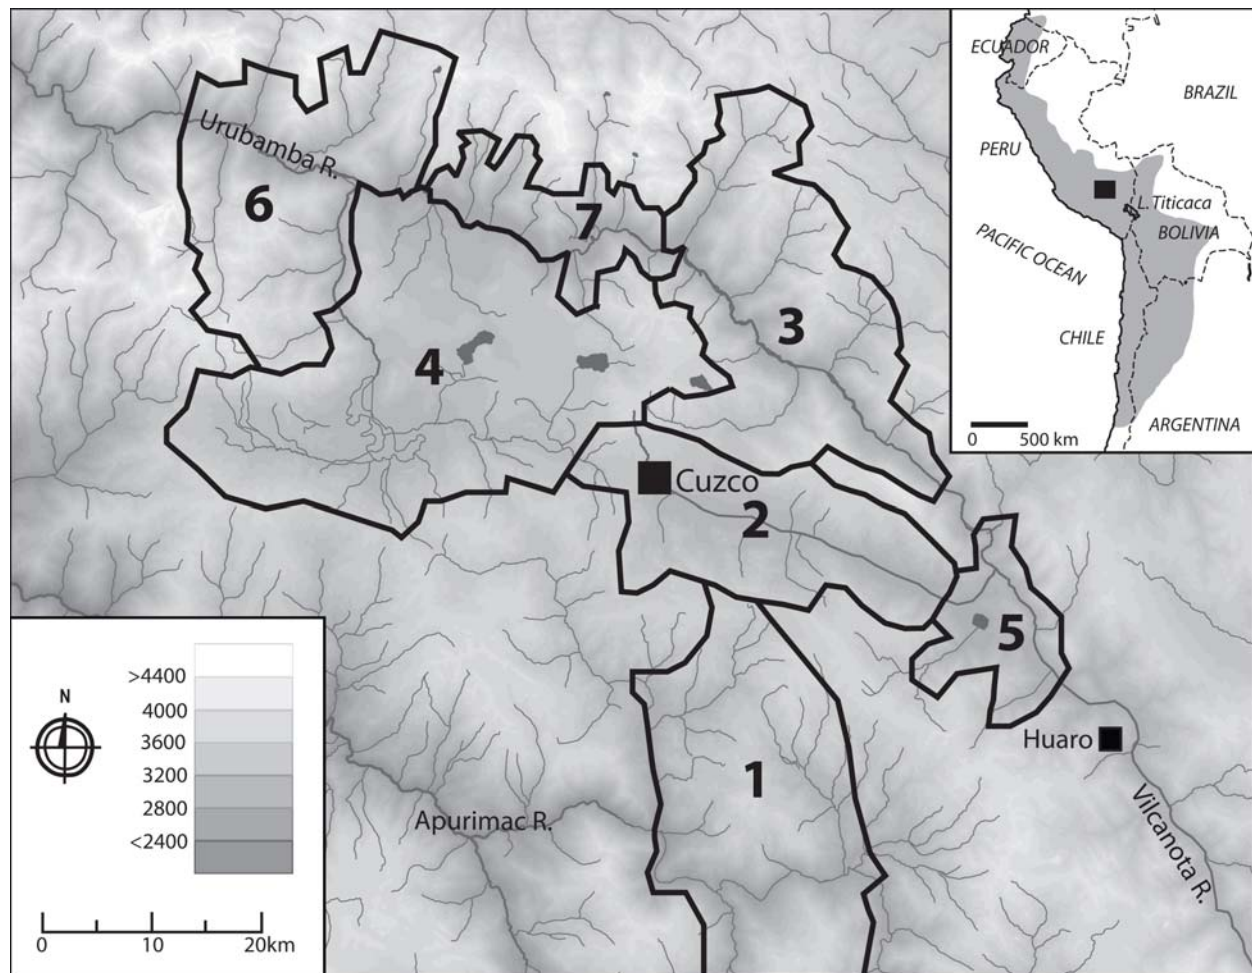 ECUADOR
BRAZIL
PERU
L. Titicaca
PACIFIC OCEAN
BOLIVIA
CHILE
ARGENTINA
0 500 km
Urubamba R.
6
7
3
4
Cuzco
2
5
Huaro
1
Apurimac R.
Vilcanota R.
N
>4400
4000
3600
3200
2800
<2400
0 10 20km